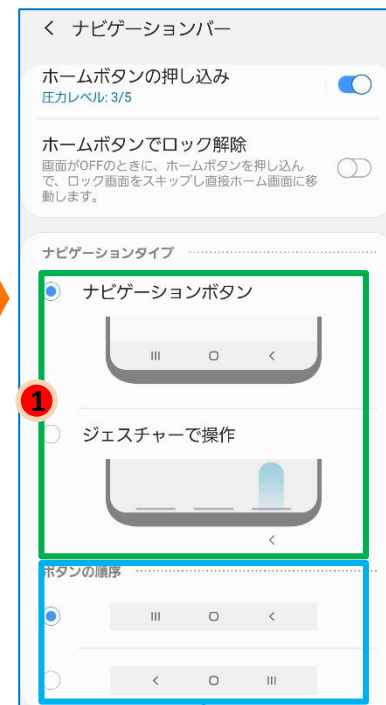 ナビゲーションバー
ホームボタンの押し込み
圧力レベル: 3/5
ホームボタンでロック解除
画面がOFFのときに、ホームボタンを押し込ん
で、ロック画面をスキップし直接ホーム画面に移
動します。
ナビゲーションタイプ
ナビゲーションボタン
1
ジェスチャーで操作
ボタンの順序